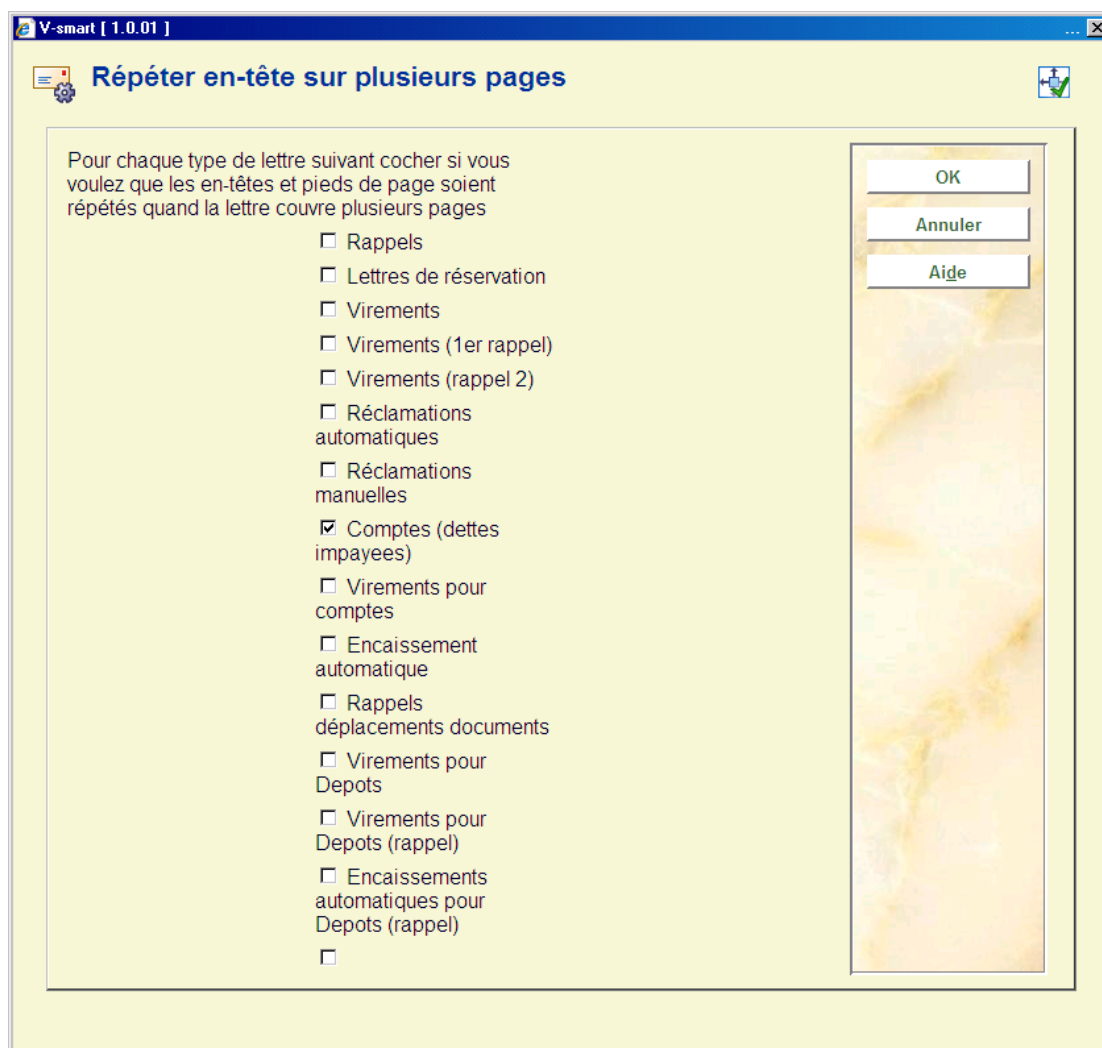 V-smart [ 1.0.01 ]
...
Répéter en-tête sur plusieurs pages
Pour chaque type de lettre suivant cocher si vous
voulez que les en-têtes et pieds de page soient
répétés quand la lettre couvre plusieurs pages
Rappels
Lettres de réservation
Virements
Virements (1er rappel)
Virements (rappel 2)
Réclamations
automatiques
Réclamations
manuelles
Comptes (dettes
impayees)
Virements pour
comptes
Encaissement
automatique
Rappels
déplacements documents
Virements pour
Depots
Virements pour
Depots (rappel)
Encaissements
automatiques pour
Depots (rappel)
OK
Annuler
Aide